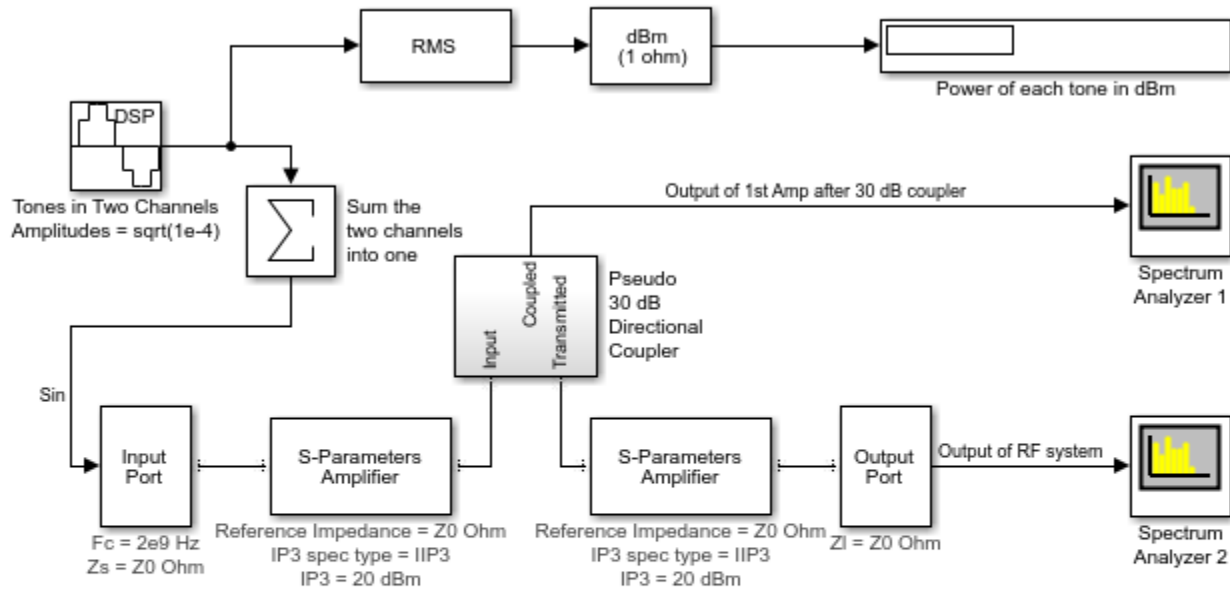 RMS
dBm
(1 ohm)
Power of each tone in dBm
DSP
Tones in Two Channels
Amplitudes = sqrt(1e-4)
Sum the
two channels
into one
Output of 1st Amp after 30 dB coupler
Spectrum
Analyzer 1
Input
Coupled
Transmitted
Pseudo
30 dB
Directional
Coupler
Sin
Input
Port
Fc = 2e9 Hz
Zs = Z0 Ohm
S-Parameters
Amplifier
Reference Impedance = Z0 Ohm
IP3 spec type = IIP3
IP3 = 20 dBm
S-Parameters
Amplifier
Reference Impedance = Z0 Ohm
IP3 spec type = IIP3
IP3 = 20 dBm
Output
Port
Zl = Z0 Ohm
Output of RF system
Spectrum
Analyzer 2